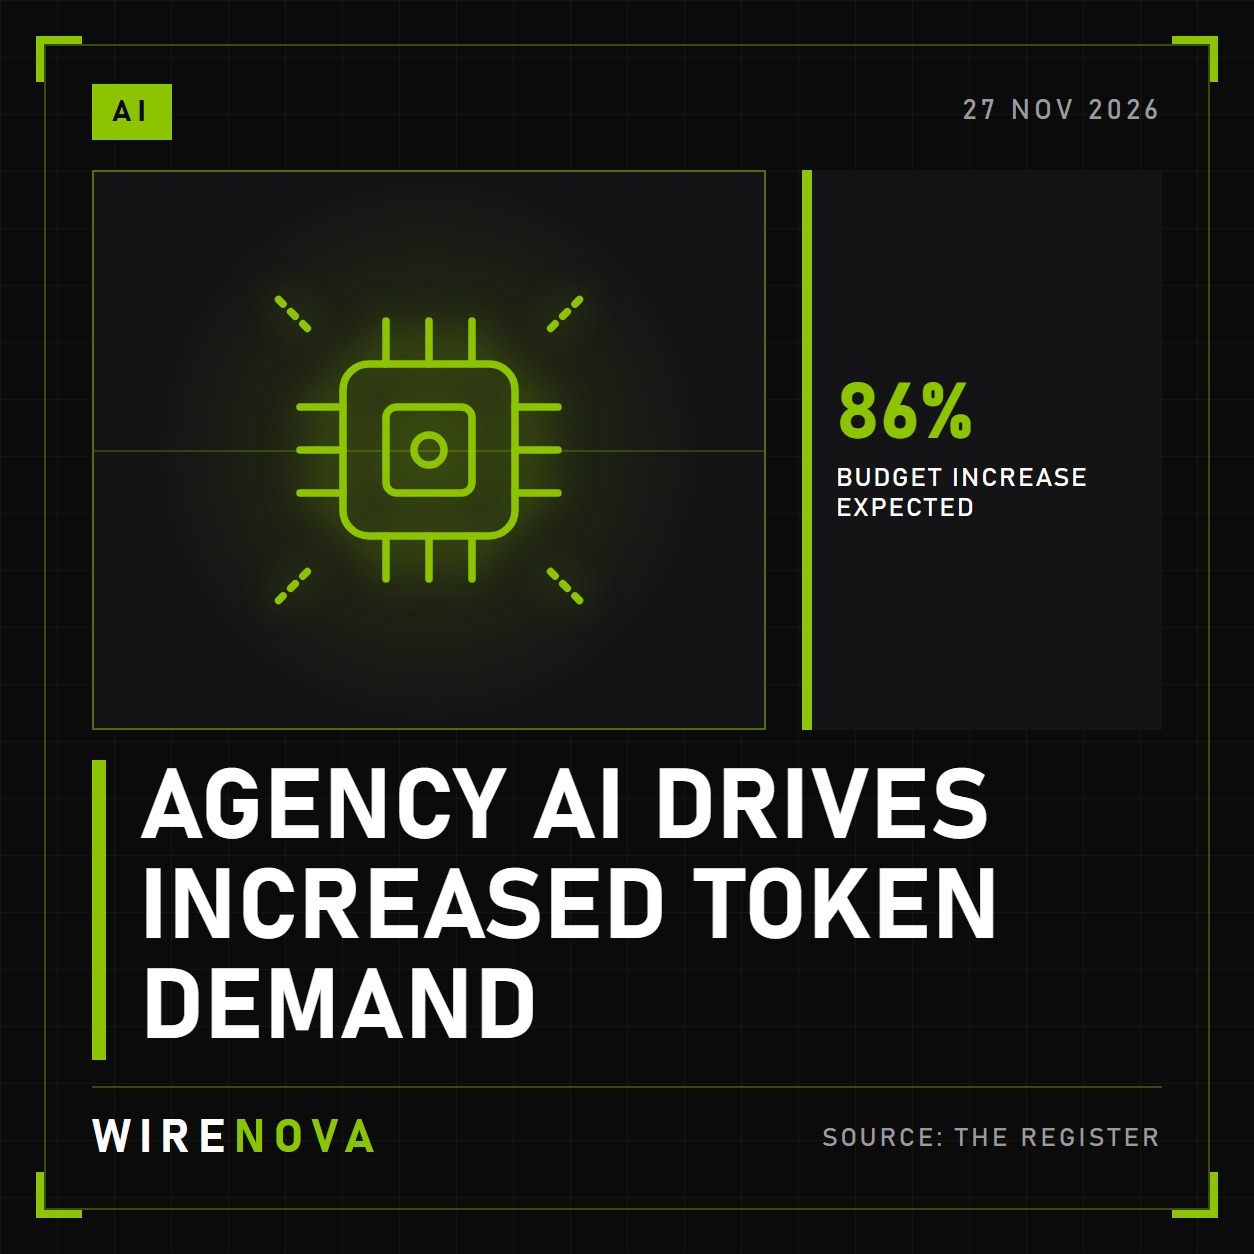 AI
27 NOV 2026
86%
BUDGET INCREASE
EXPECTED
AGENCY AI DRIVES
INCREASED TOKEN
DEMAND
WIRENOVA
SOURCE: THE REGISTER